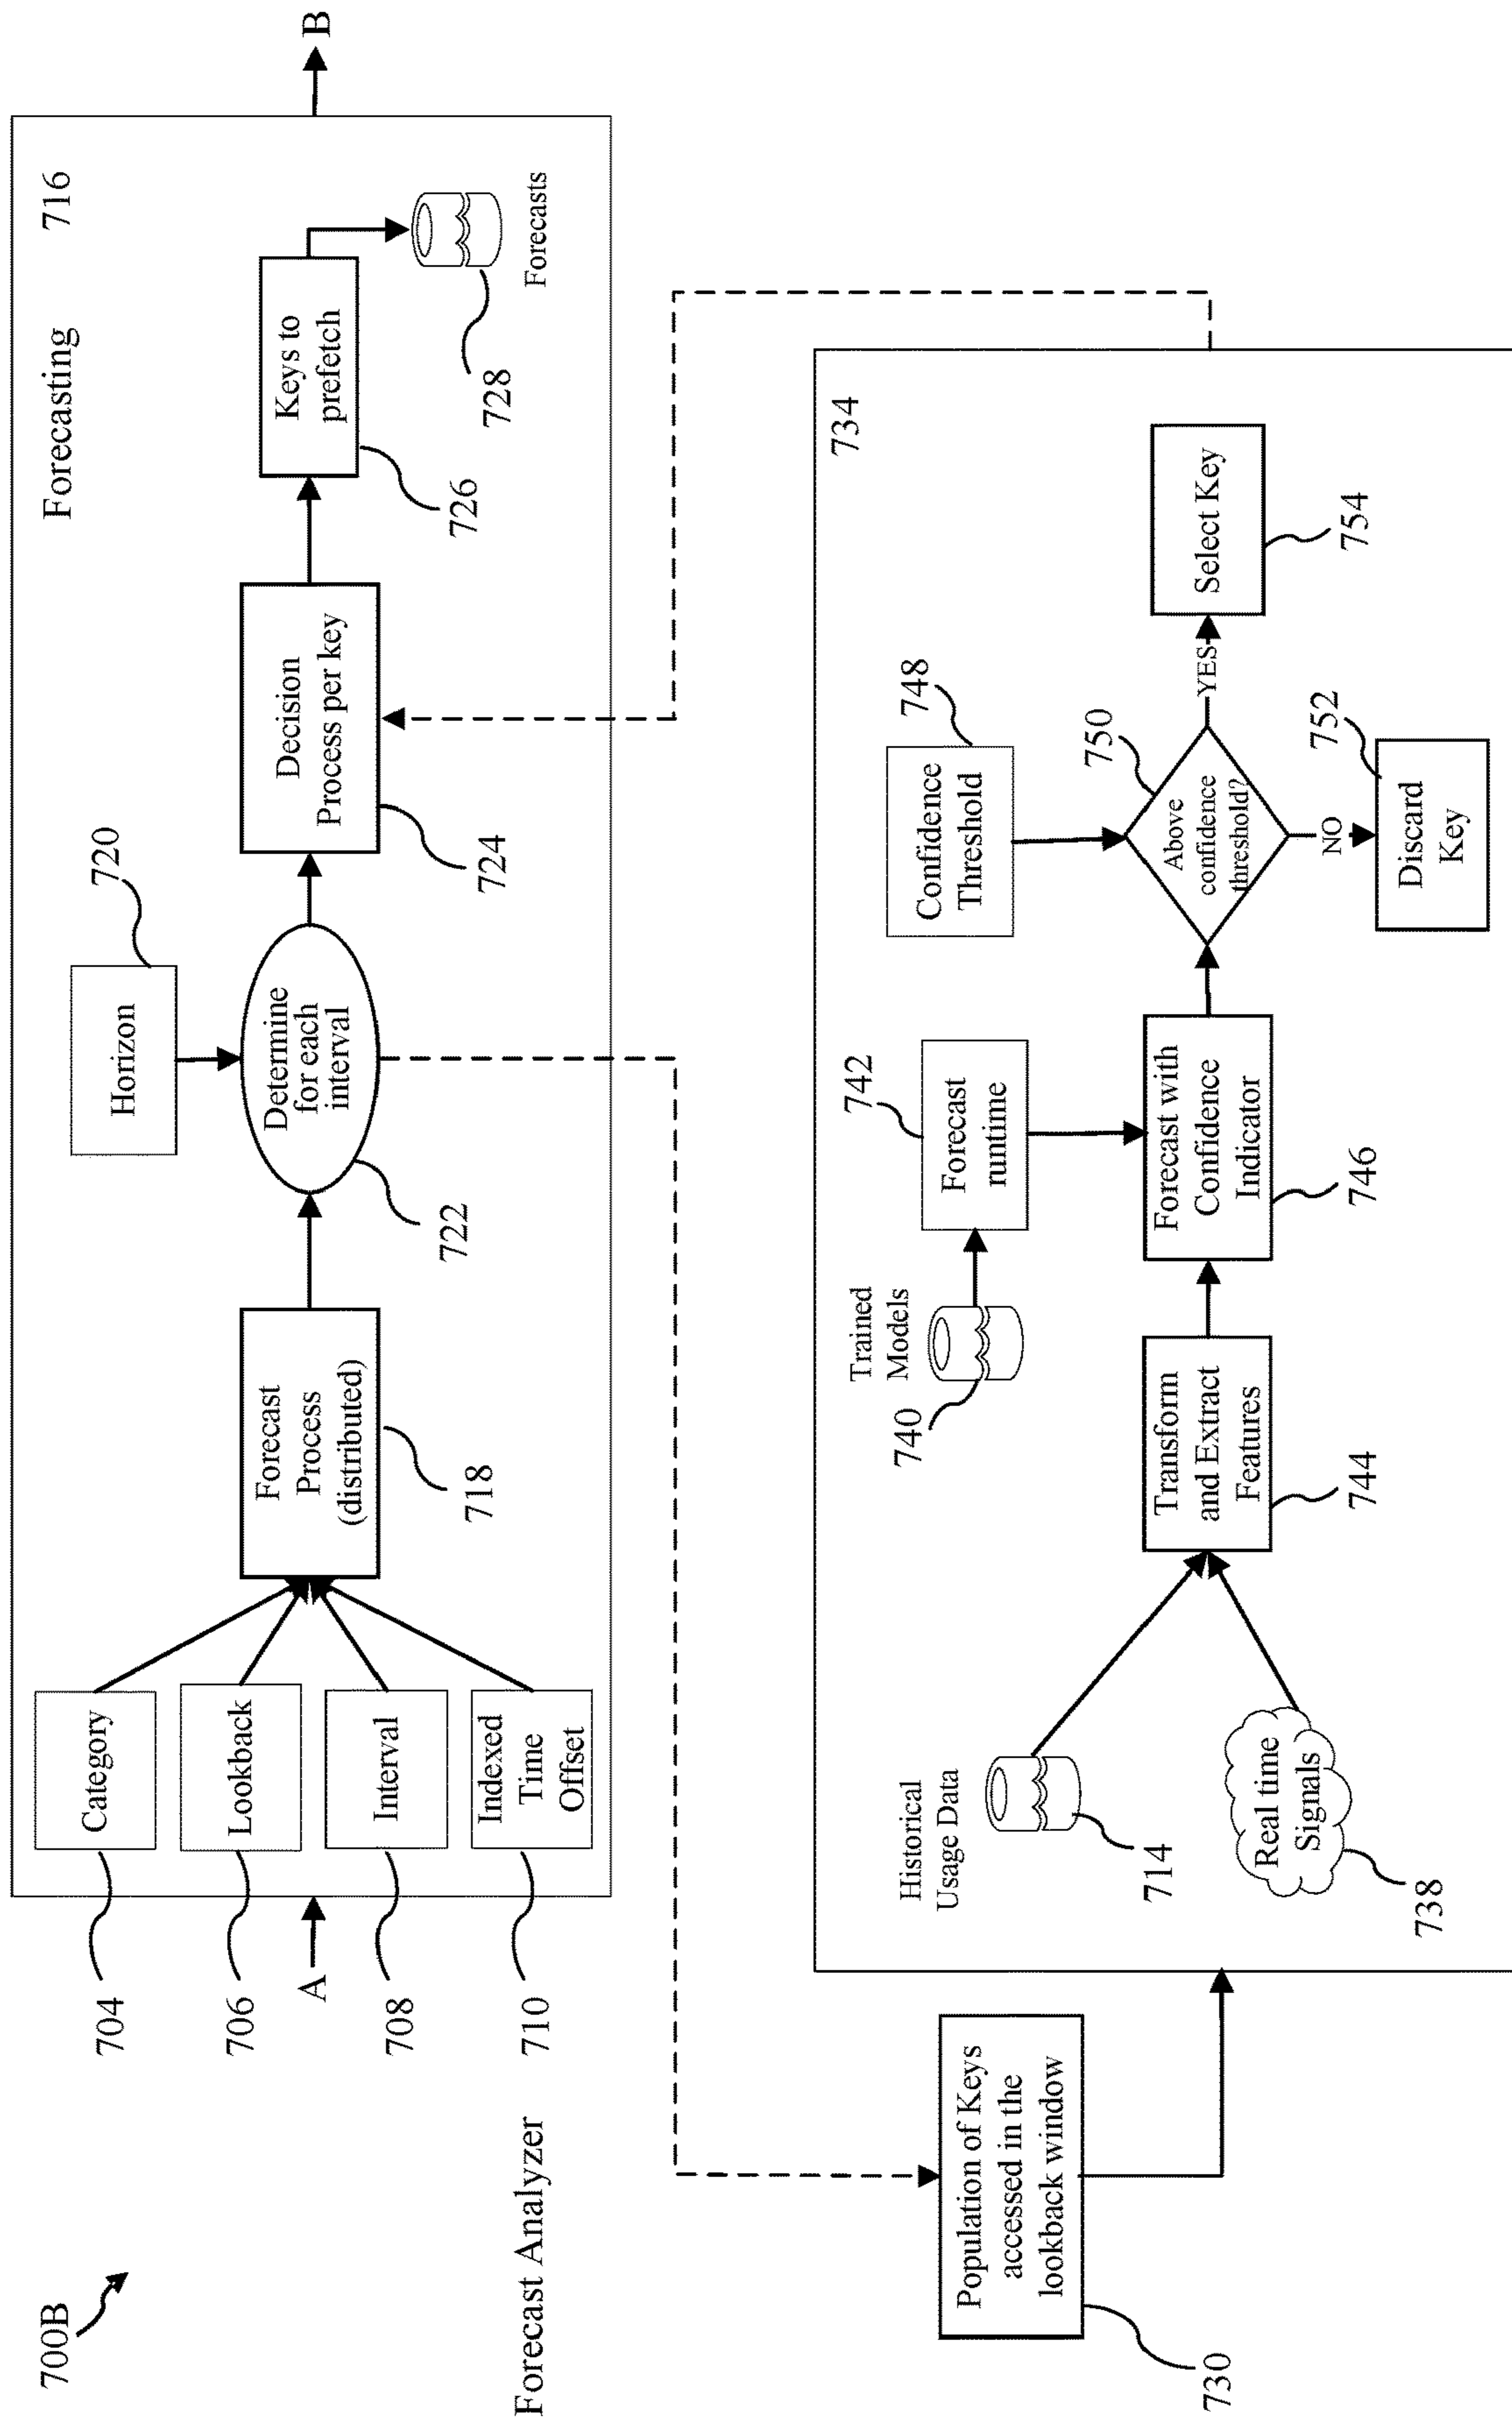 700B
Forecast Analyzer
Forecasting
716
704
Category
706
Lookback
A
708
Interval
710
Indexed
Time
Offset
Forecast
Process
(distributed)
718
Horizon
720
Determine
for each
interval
722
Decision
Process per key
724
Keys to
prefetch
726
728
Forecasts
B
730
Population of Keys
accessed in the
lookback window
734
Historical
Usage Data
714
Real time
Signals
738
Transform
and Extract
Features
744
Trained
Models
740
Forecast
runtime
742
Forecast with
Confidence
Indicator
746
Confidence
Threshold
748
Above
confidence
threshold?
750
YES
NO
Discard
Key
752
Select Key
754